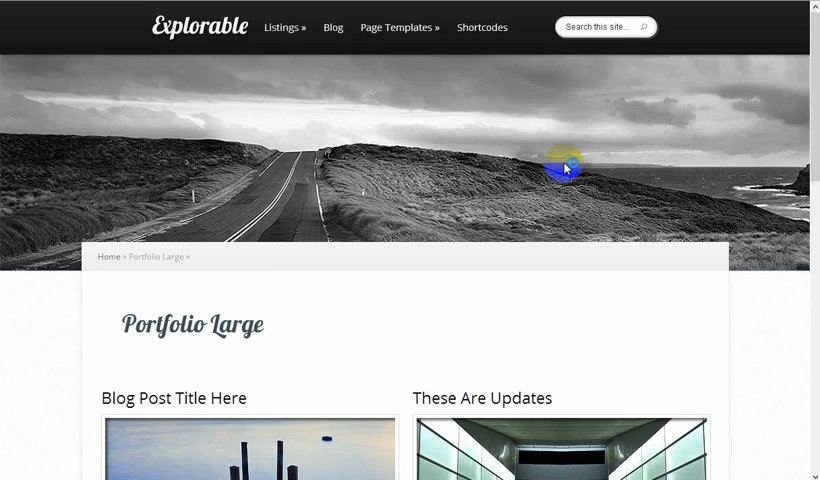 Explorable Listings » Blog Page Templates » Shortcodes Search this site...
Home » Portfolio Large »
Portfolio Large
Blog Post Title Here
These Are Updates